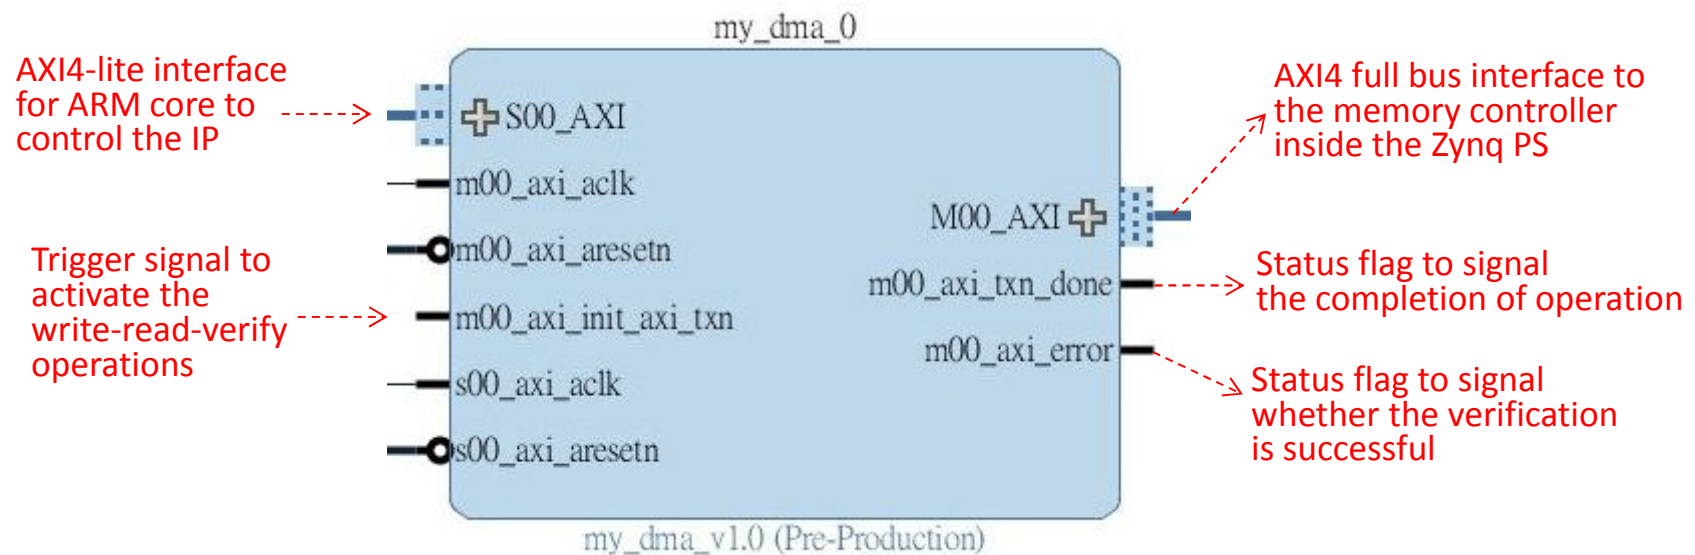 my_dma_0
AXI4-lite interface
for ARM core to
control the IP
Trigger signal to
activate the
write-read-verify
operations
S00_AXI
m00_axi_aclk
m00_axi_aresetn
m00_axi_init_axi_txn
s00_axi_aclk
s00_axi_aresetn
M00_AXI
m00_axi_txn_done
m00_axi_error
AXI4 full bus interface to
the memory controller
inside the Zynq PS
Status flag to signal
the completion of operation
Status flag to signal
whether the verification
is successful
my_dma_v1.0 (Pre-Production)